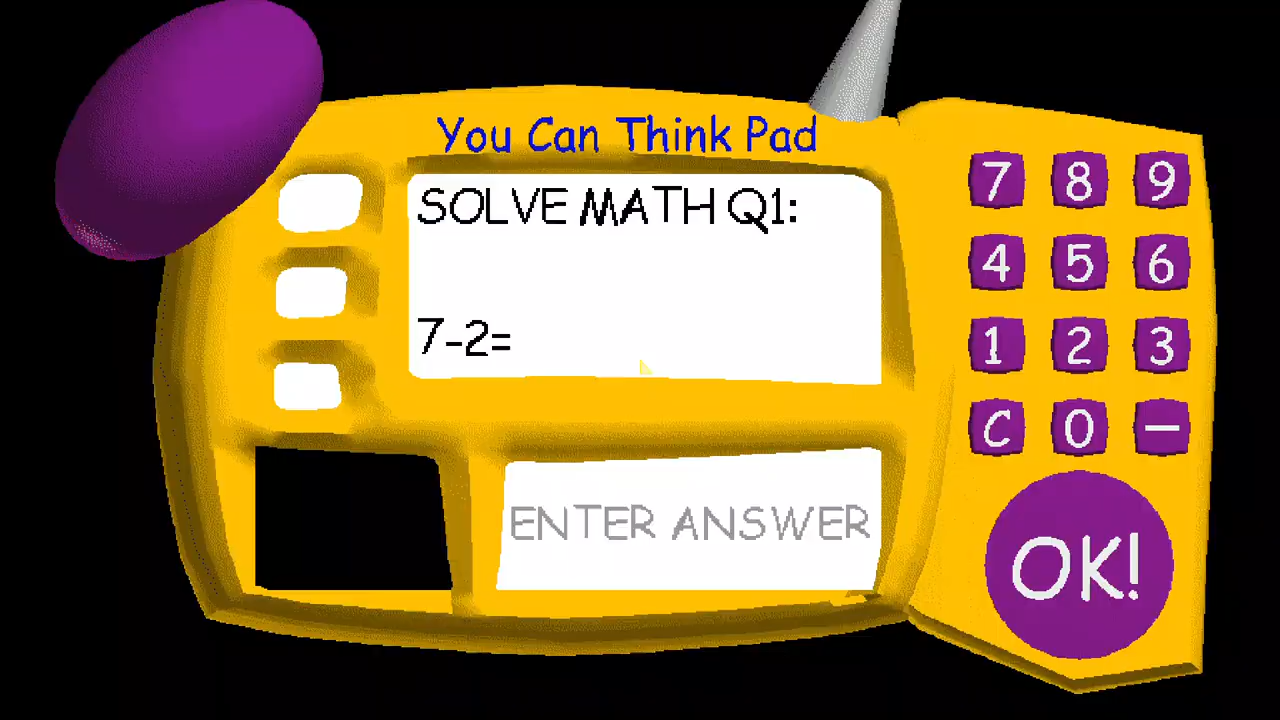 You Can Think Pad
SOLVE MATH Q1:
7-2=
ENTER ANSWER
7 8 9
4 5 6
1 2 3
C 0 —
OK!